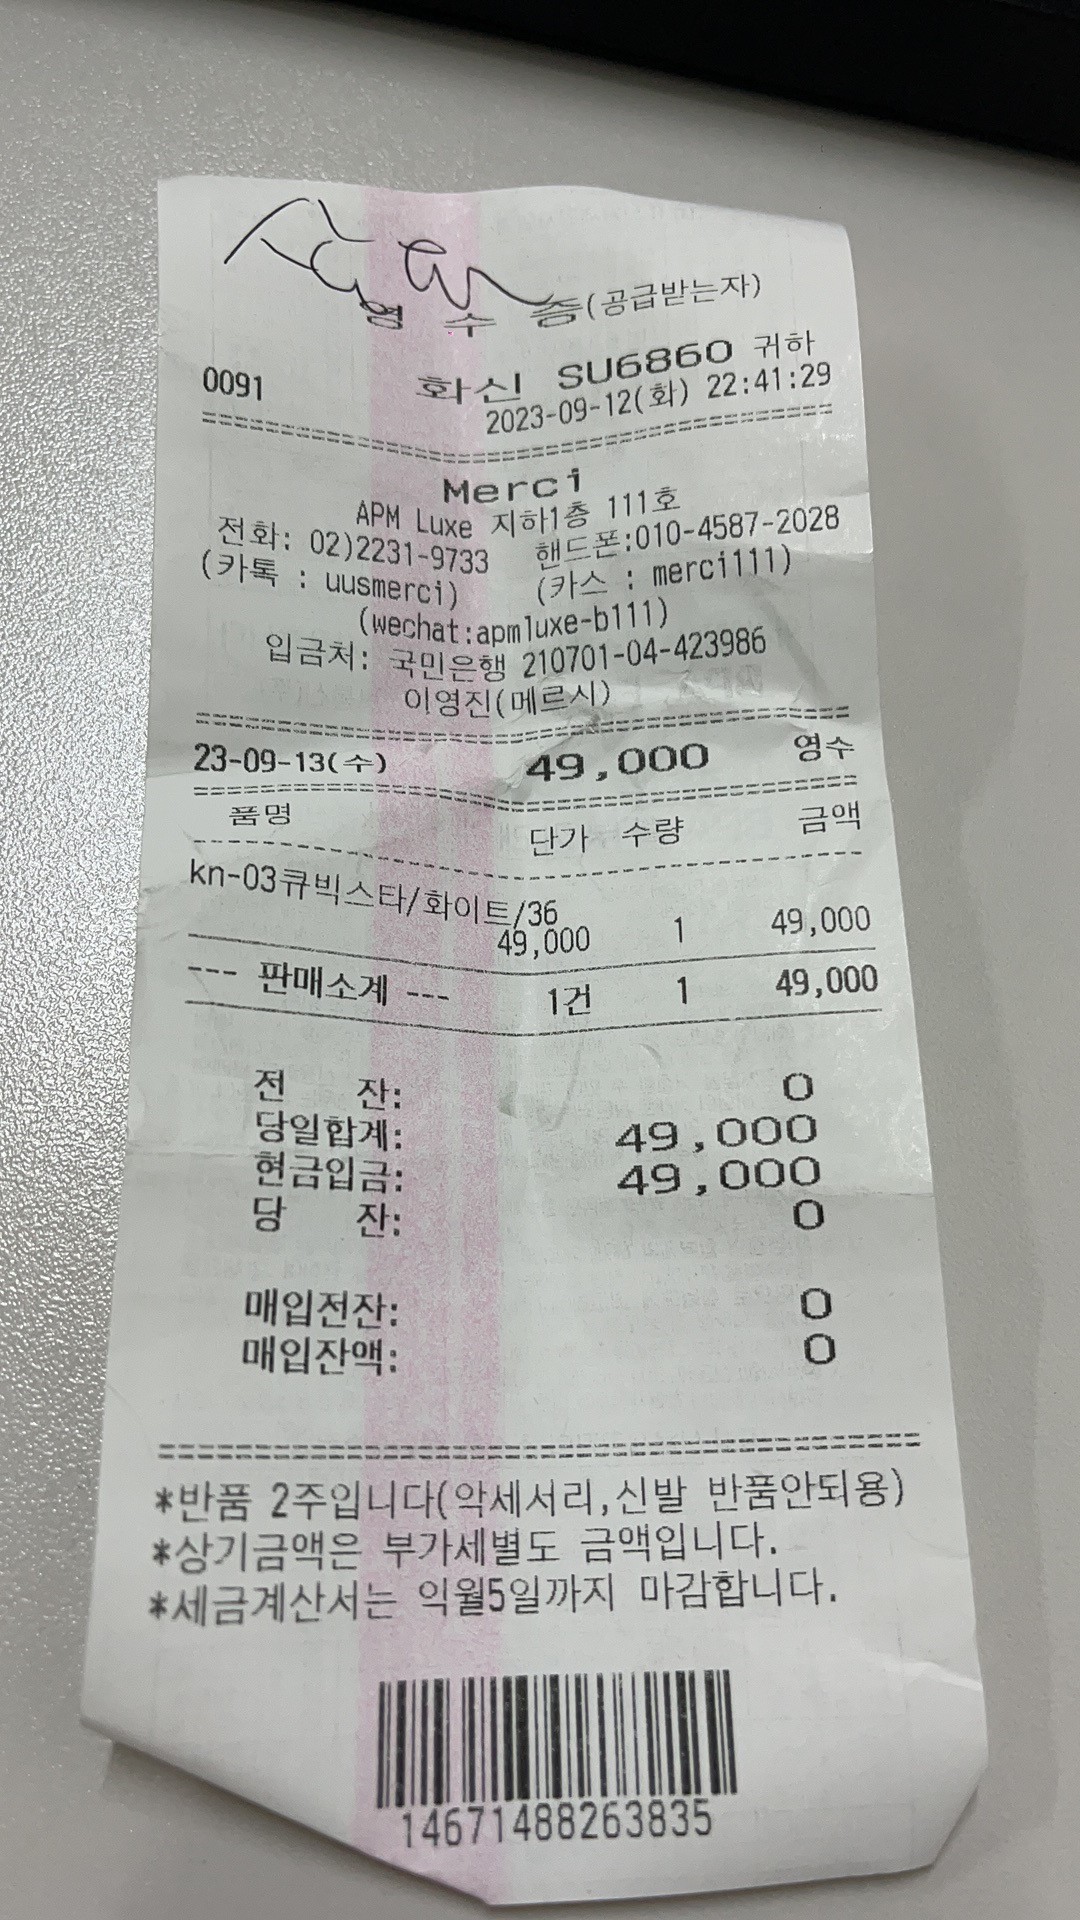 영 수 증(공급받는자)
0091 화신 SU6860 귀하
2023-09-12(화) 22:41:29
Merci
APM Luxe 지하1층 111호
전화: 02)2231-9733 핸드폰:010-4587-2028
(카톡 : uusmerci) (카스 : merci111)
(wechat:apmluxe-b111)
입금처: 국민은행 210701-04-423986
이영진(메르시)
23-09-13(수) 49,000 영수
품명 단가 수량 금액
kn-03큐빅스타/화이트/36
49,000 1 49,000
--- 판매소계 --- 1건 1 49,000
전 잔: 0
당일합계: 49,000
현금입금: 49,000
당 잔: 0
매입전잔: 0
매입잔액: 0
*반품 2주입니다(악세서리,신발 반품안되용)
*상기금액은 부가세별도 금액입니다.
*세금계산서는 익월5일까지 마감합니다.
14671488263835